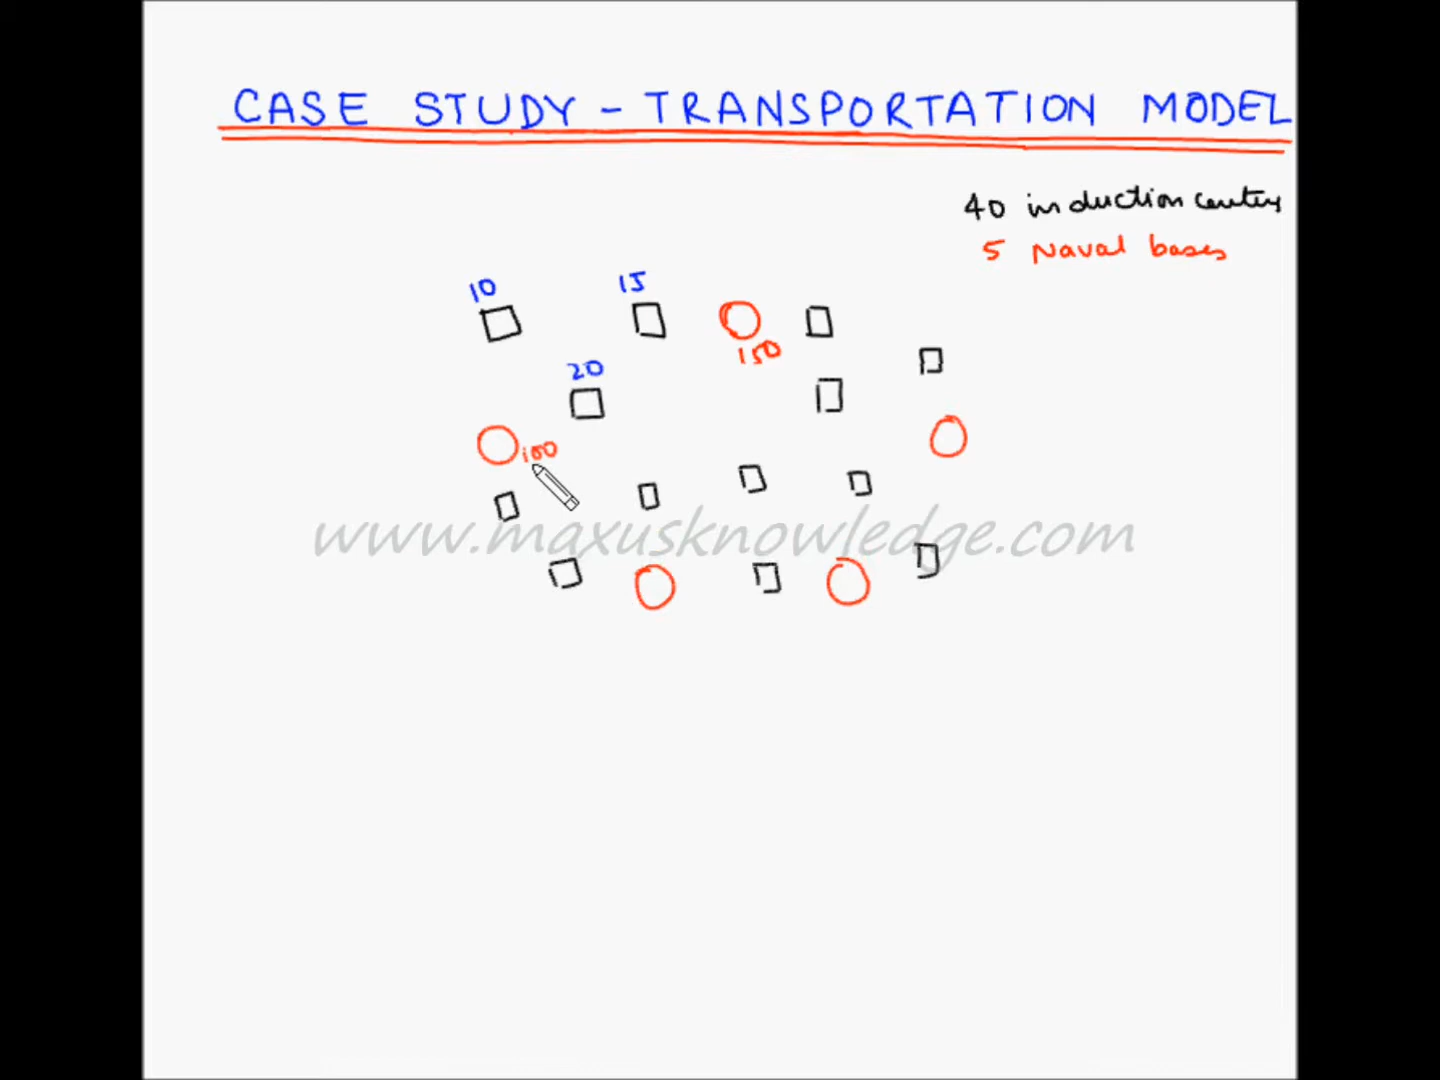 CASE STUDY - TRANSPORTATION MODEL
40 induction centers
5 Naval bases
10
15
150
20
100
www.maxusknowledge.com